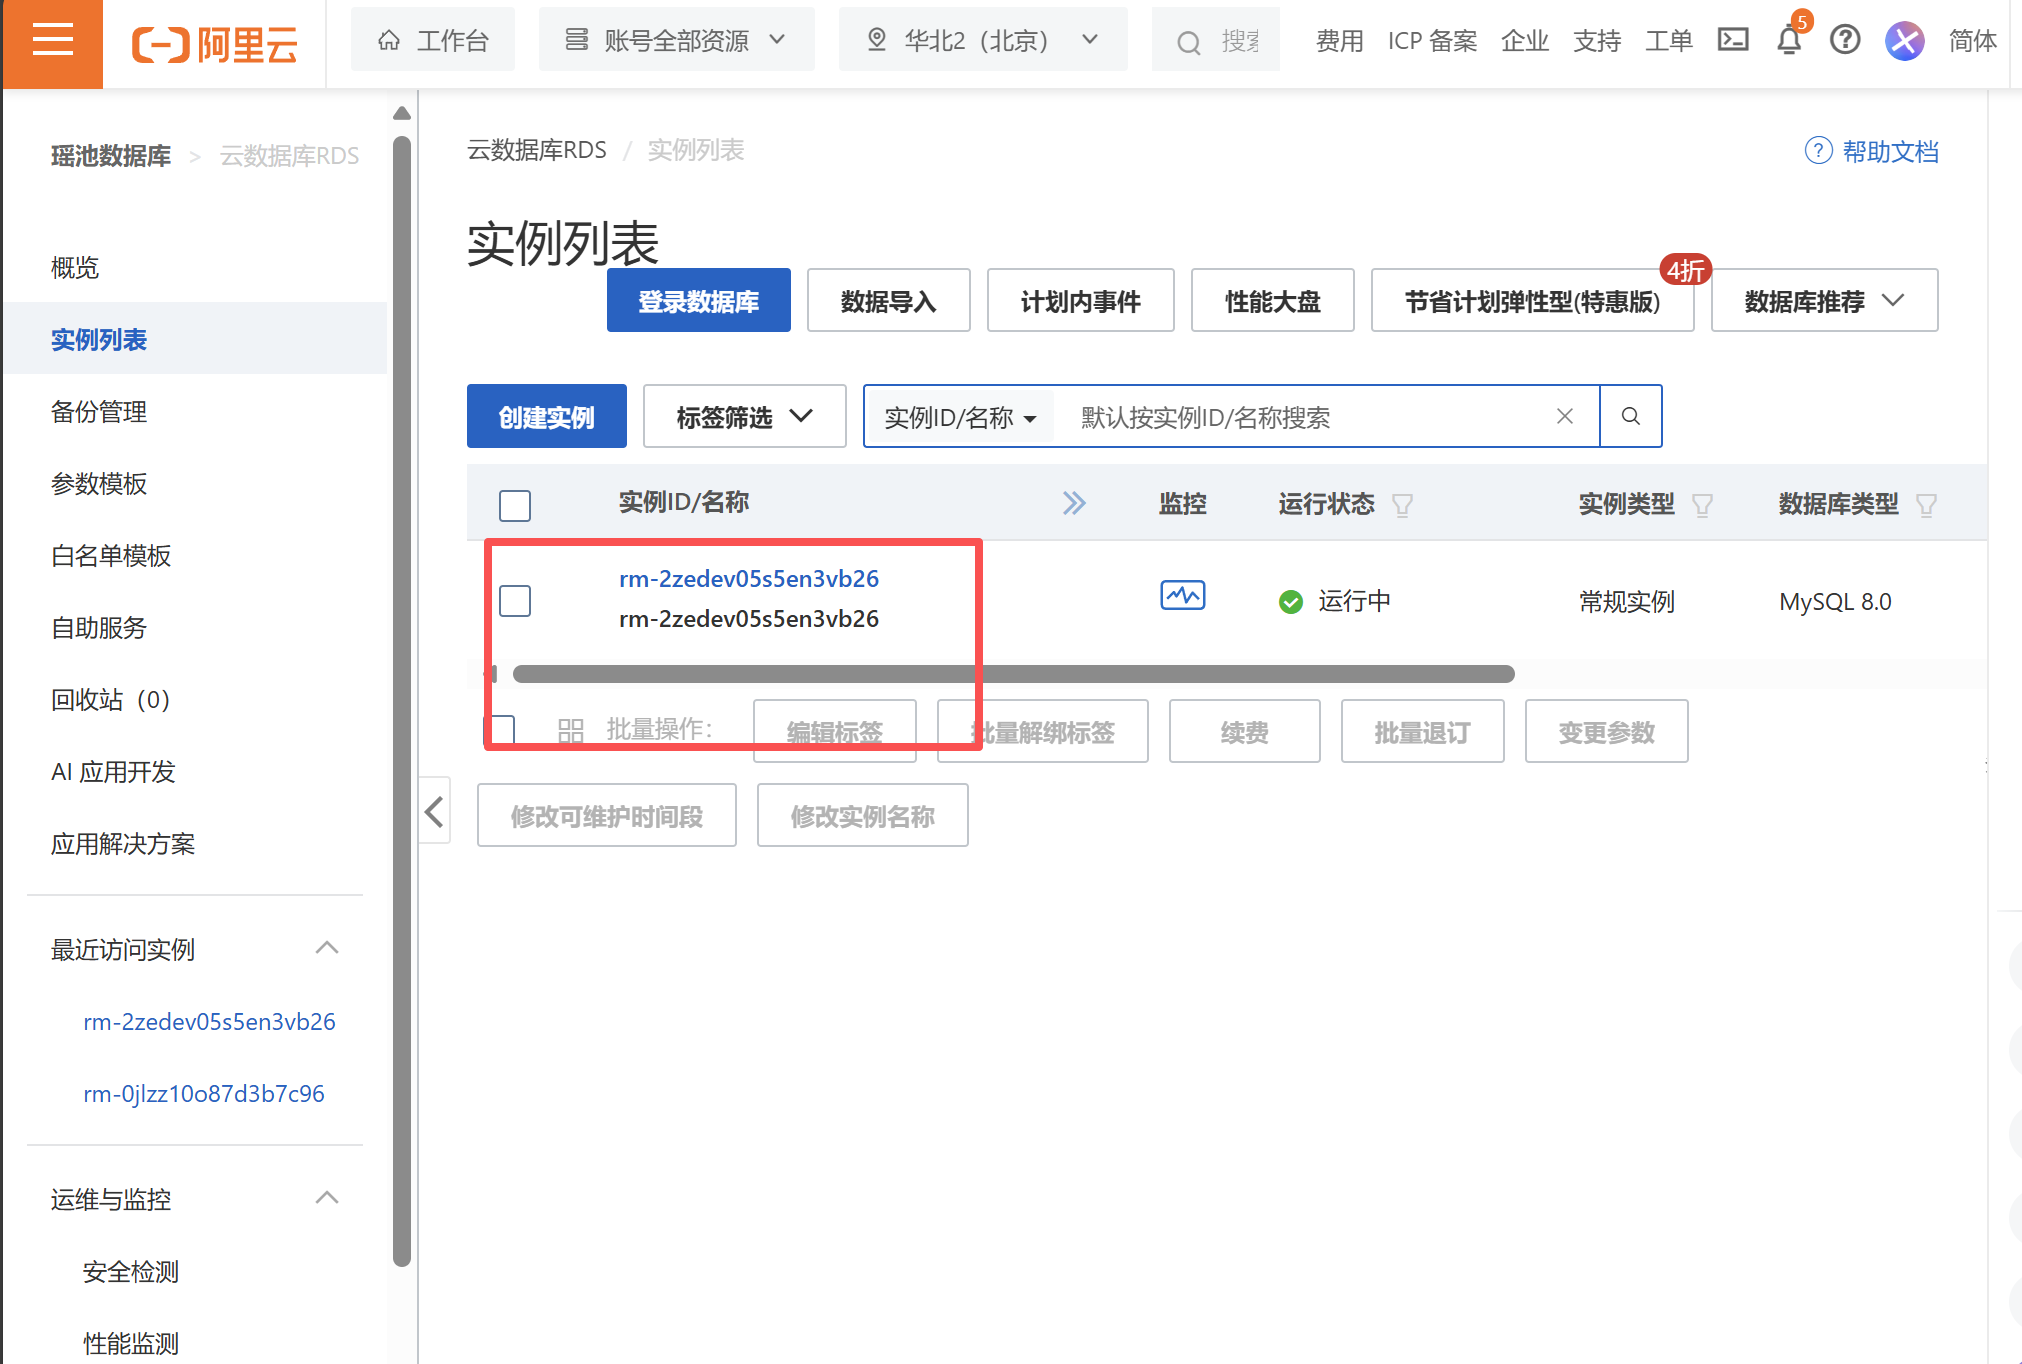 阿里云
工作台
账号全部资源
华北2（北京）
搜索
费用
ICP 备案
企业
支持
工单
5
简体
瑶池数据库 > 云数据库RDS
概览
实例列表
备份管理
参数模板
白名单模板
自助服务
回收站（0）
AI 应用开发
应用解决方案
最近访问实例
rm-2zedev05s5en3vb26
rm-0jlzz10o87d3b7c96
运维与监控
安全检测
性能监测
云数据库RDS / 实例列表
帮助文档
实例列表
登录数据库
数据导入
计划内事件
性能大盘
节省计划弹性型(特惠版)
4折
数据库推荐
创建实例
标签筛选
实例ID/名称
默认按实例ID/名称搜索
实例ID/名称
监控
运行状态
实例类型
数据库类型
rm-2zedev05s5en3vb26
rm-2zedev05s5en3vb26
运行中
常规实例
MySQL 8.0
批量操作：
编辑标签
批量解绑标签
续费
批量退订
变更参数
修改可维护时间段
修改实例名称